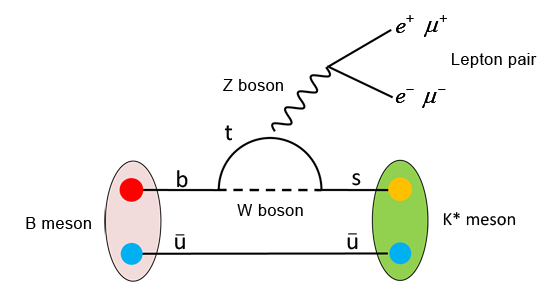 e⁺ μ⁺
Lepton pair
Z boson
e⁻ μ⁻
t
b
s
W boson
B meson
K* meson
ū
ū